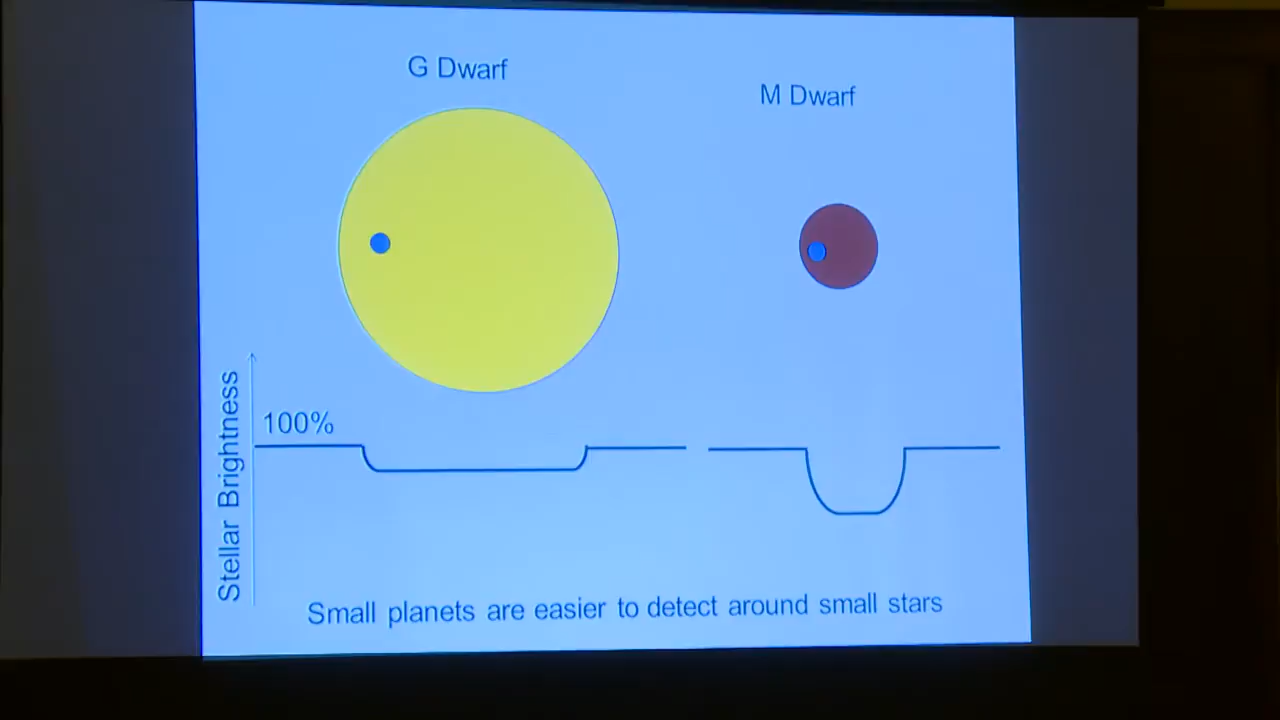 G Dwarf
M Dwarf
100%
Stellar Brightness
Small planets are easier to detect around small stars